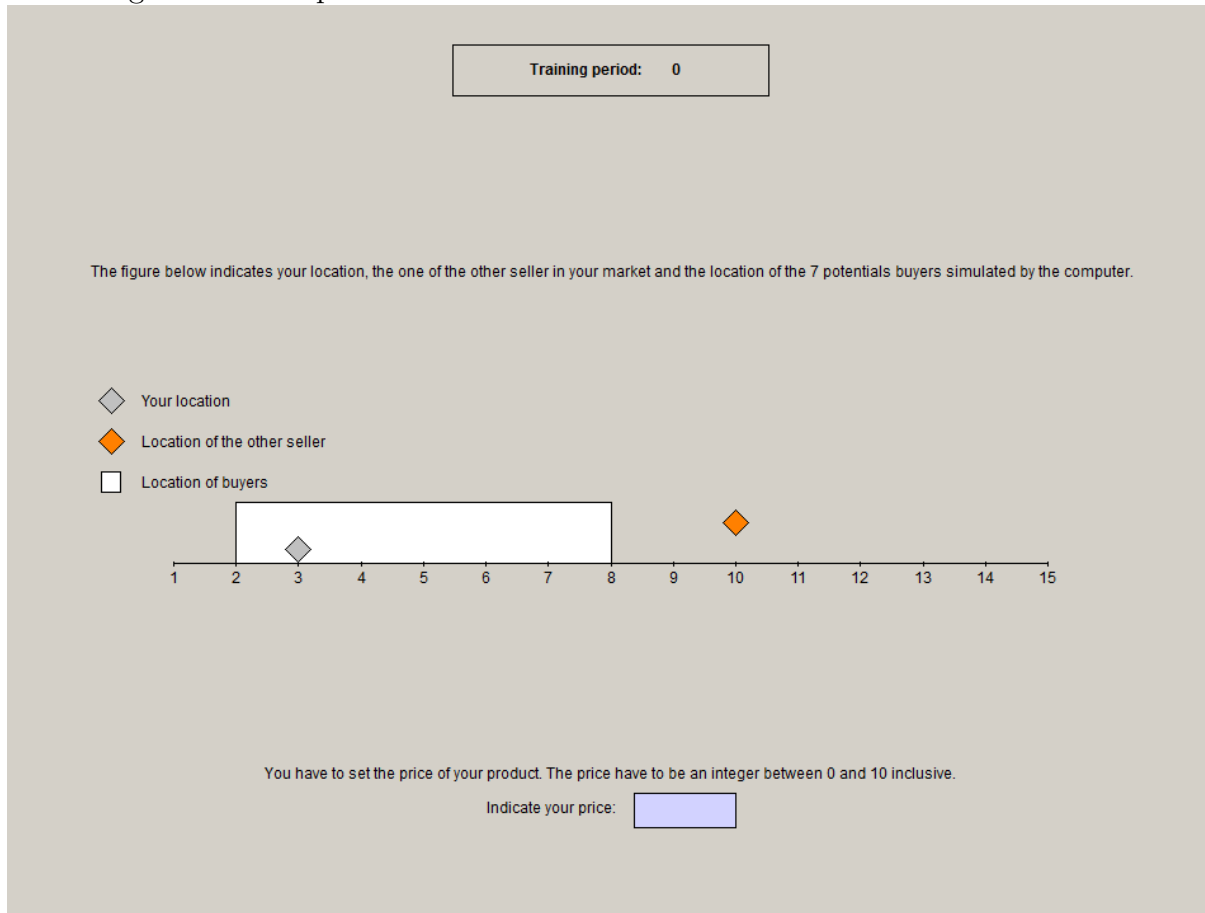 Training period: 0
The figure below indicates your location, the one of the other seller in your market and the location of the 7 potentials buyers simulated by the computer.
Your location
Location of the other seller
Location of buyers
1 2 3 4 5 6 7 8 9 10 11 12 13 14 15
You have to set the price of your product. The price have to be an integer between 0 and 10 inclusive.
Indicate your price: